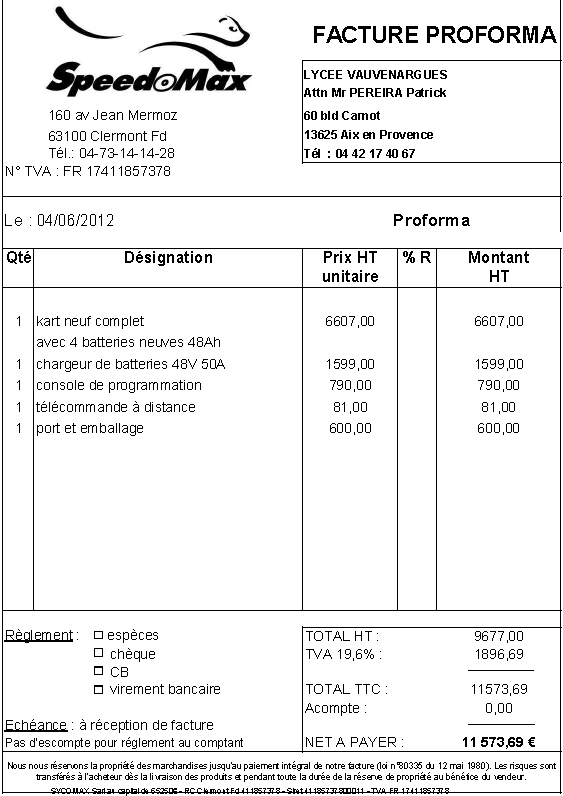 SpeedoMax
FACTURE PROFORMA
LYCEE VAUVENARGUES
Attn Mr PEREIRA Patrick
60 bld Carnot
13625 Aix en Provence
Tél : 04 42 17 40 67
160 av Jean Mermoz
63100 Clermont Fd
Tél.: 04-73-14-14-28
N° TVA : FR 17411857378
Le : 04/06/2012 Proforma
Qté Désignation Prix HT unitaire % R Montant HT
1 kart neuf complet 6607,00 6607,00
avec 4 batteries neuves 48Ah
1 chargeur de batteries 48V 50A 1599,00 1599,00
1 console de programmation 790,00 790,00
1 télécommande à distance 81,00 81,00
1 port et emballage 600,00 600,00
Règlement : espèces
chèque
CB
virement bancaire
Echéance : à réception de facture
Pas d'escompte pour réglement au comptant
TOTAL HT : 9677,00
TVA 19,6% : 1896,69
TOTAL TTC : 11573,69
Acompte : 0,00
NET A PAYER : 11 573,69 €
Nous nous réservons la propriété des marchandises jusqu'au paiement intégral de notre facture (loi n°80335 du 12 mai 1980). Les risques sont
transférés à l'acheteur dès la livraison des produits et pendant toute la durée de la réserve de propriété au bénéfice du vendeur.
SYCOMAX Sarl au capital de - RC Clermont Fd 411857378 - Siret - TVA FR 17411857378